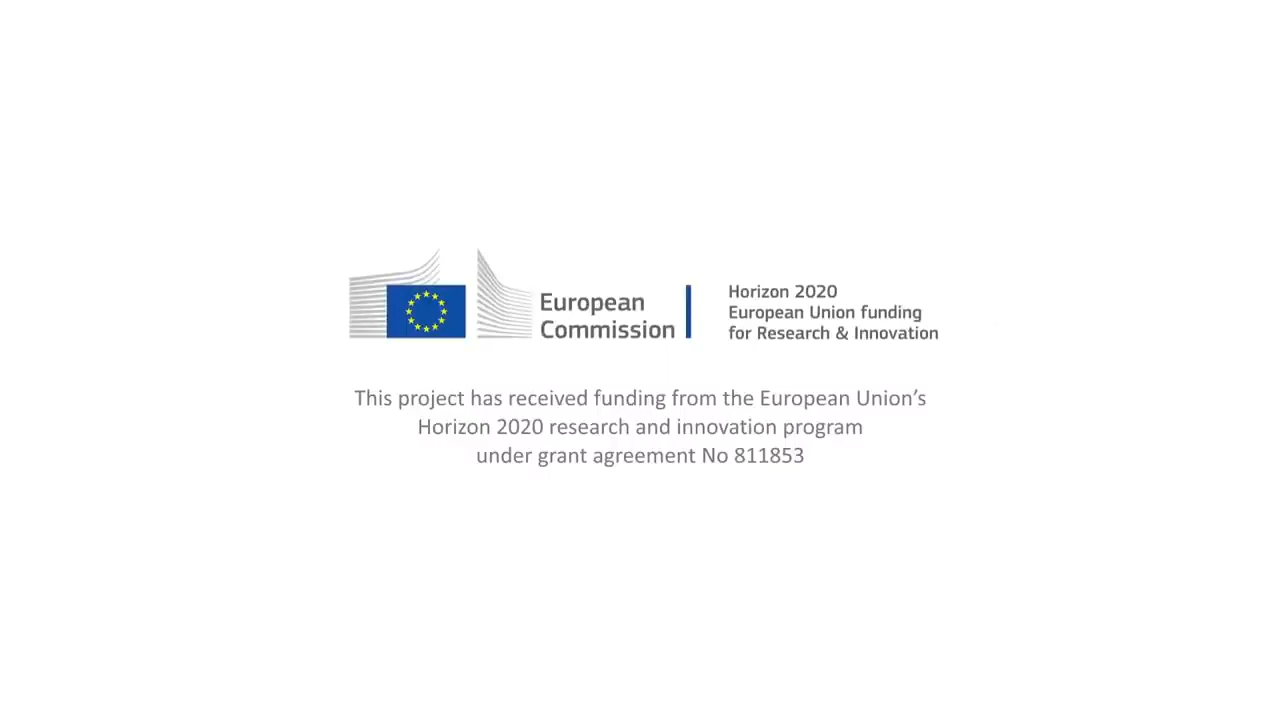 European
Commission
Horizon 2020
European Union funding
for Research & Innovation
This project has received funding from the European Union’s
Horizon 2020 research and innovation program
under grant agreement No 811853